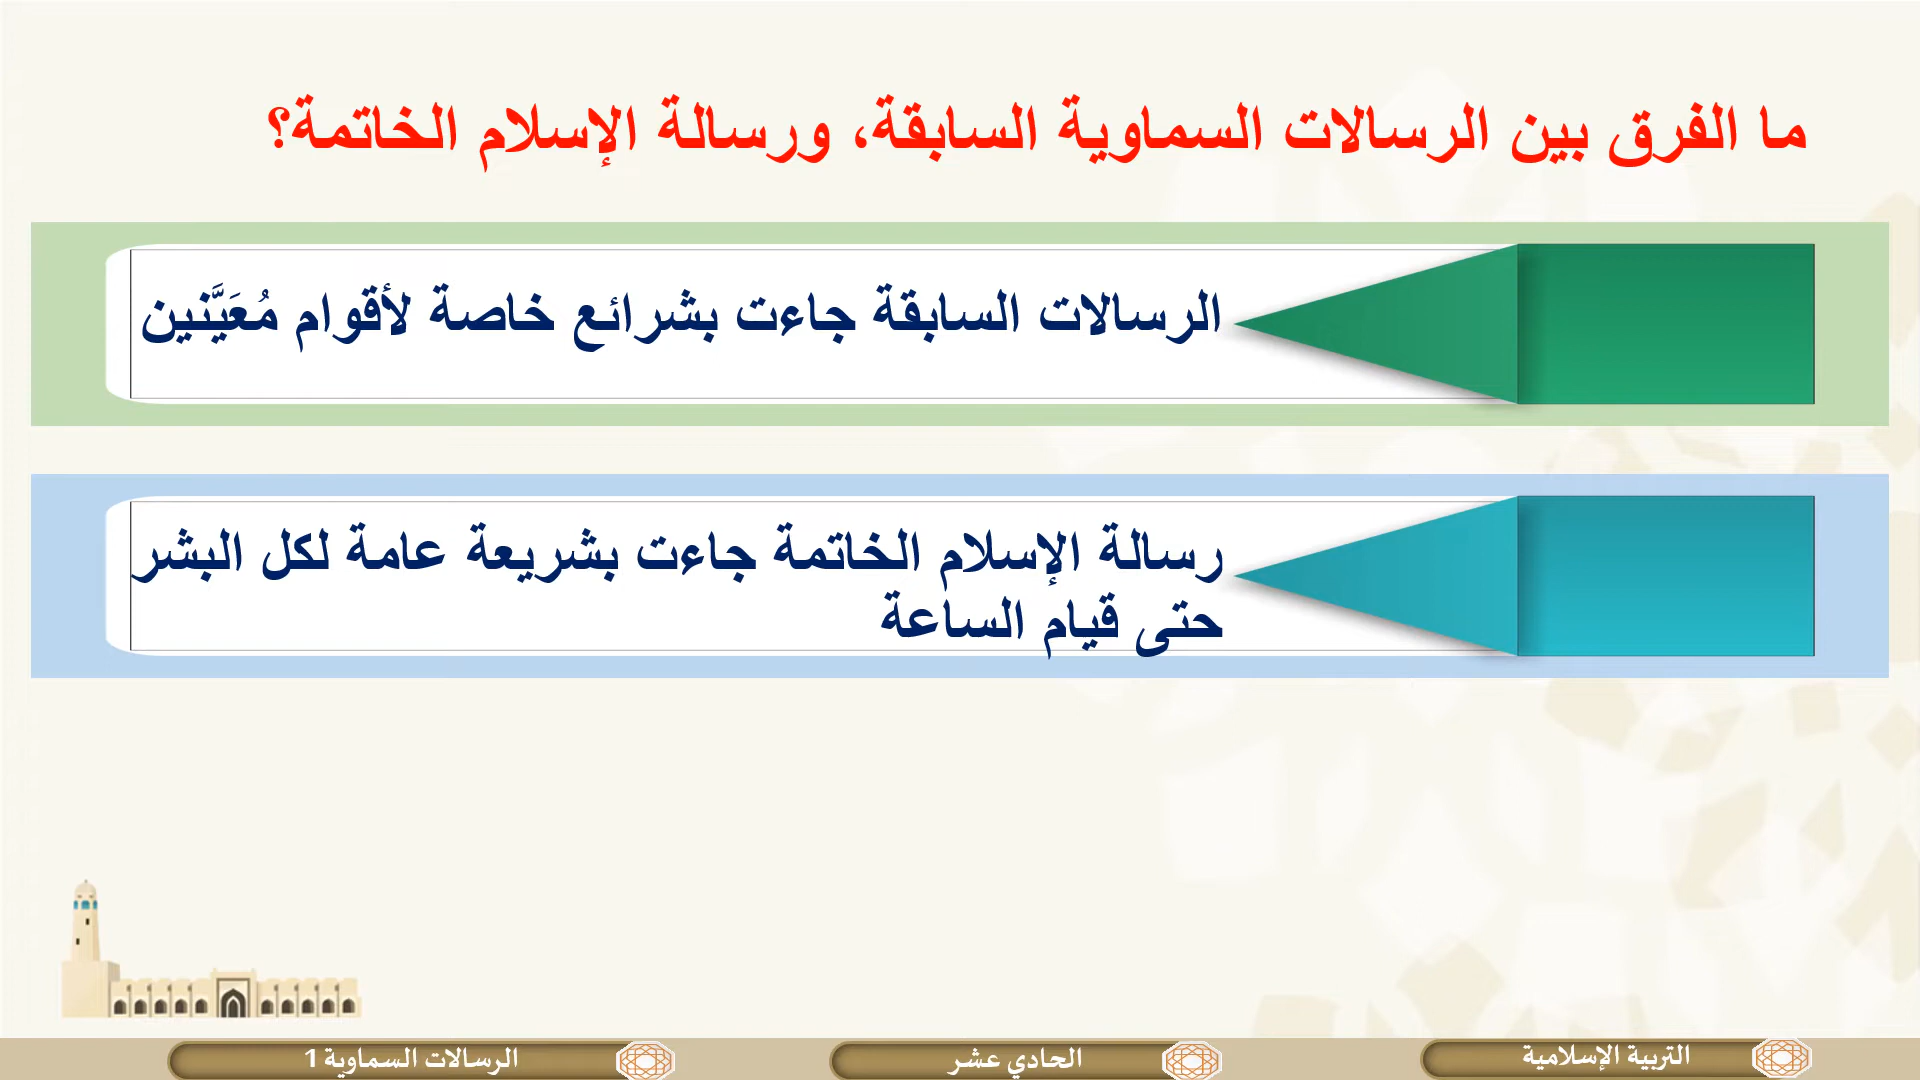 ما الفرق بين الرسالات السماوية السابقة، ورسالة الإسلام الخاتمة؟
الرسالات السابقة جاءت بشرائع خاصة لأقوام مُعَيَّنين
رسالة الإسلام الخاتمة جاءت بشريعة عامة لكل البشر
حتى قيام الساعة
التربية الإسلامية
الحادي عشر
الرسالات السماوية 1